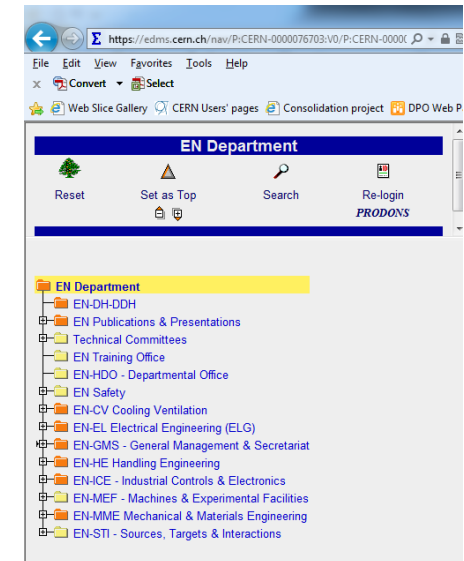 https://edms.cern.ch/nav/P:CERN-0000076703:V0/P:CERN-0000(
File Edit View Favorites Tools Help
x Convert Select
Web Slice Gallery CERN Users' pages Consolidation project DPO Web P
EN Department
Reset Set as Top Search Re-login
PRODONS
EN Department
EN-DH-DDH
EN Publications & Presentations
Technical Committees
EN Training Office
EN-HDO - Departmental Office
EN Safety
EN-CV Cooling Ventilation
EN-EL Electrical Engineering (ELG)
EN-GMS - General Management & Secretariat
EN-HE Handling Engineering
EN-ICE - Industrial Controls & Electronics
EN-MEF - Machines & Experimental Facilities
EN-MME Mechanical & Materials Engineering
EN-STI - Sources, Targets & Interactions